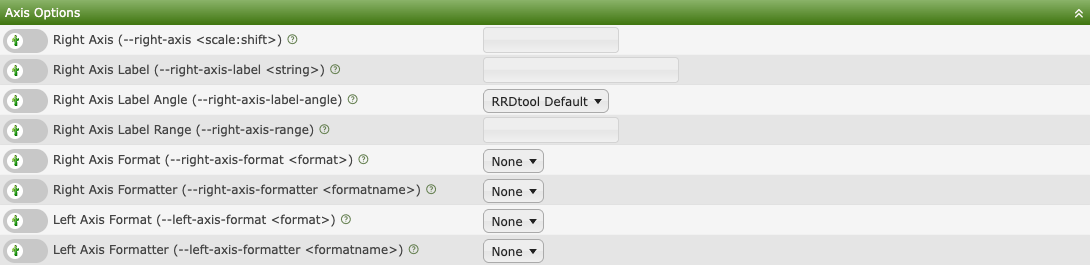 Axis Options
Right Axis (--right-axis <scale:shift>)
Right Axis Label (--right-axis-label <string>)
Right Axis Label Angle (--right-axis-label-angle) RRDtool Default
Right Axis Label Range (--right-axis-range)
Right Axis Format (--right-axis-format <format>) None
Right Axis Formatter (--right-axis-formatter <formatname>) None
Left Axis Format (--left-axis-format <format>) None
Left Axis Formatter (--left-axis-formatter <formatname>) None